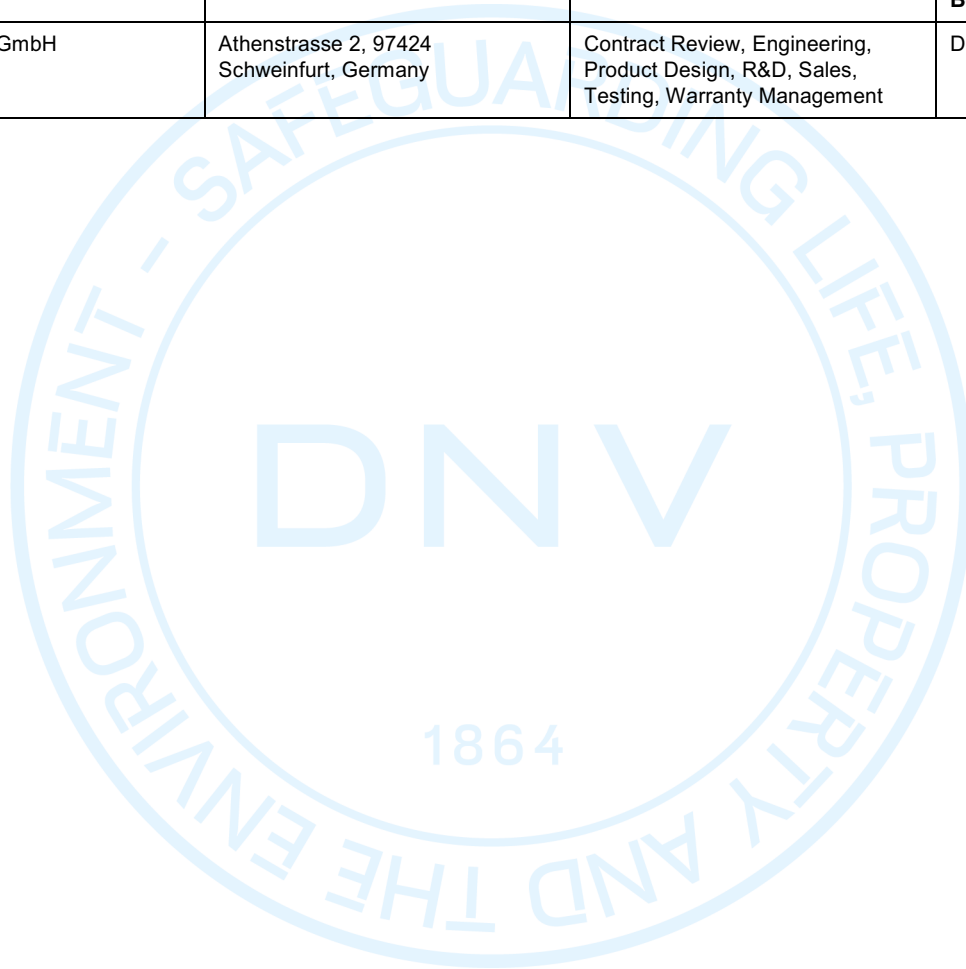 B
GmbH
Athenstrasse 2, 97424
Schweinfurt, Germany
Contract Review, Engineering,
Product Design, R&D, Sales,
Testing, Warranty Management
D
SAFEGUARDING LIFE, PROPERTY AND THE ENVIRONMENT -
DNV
1864